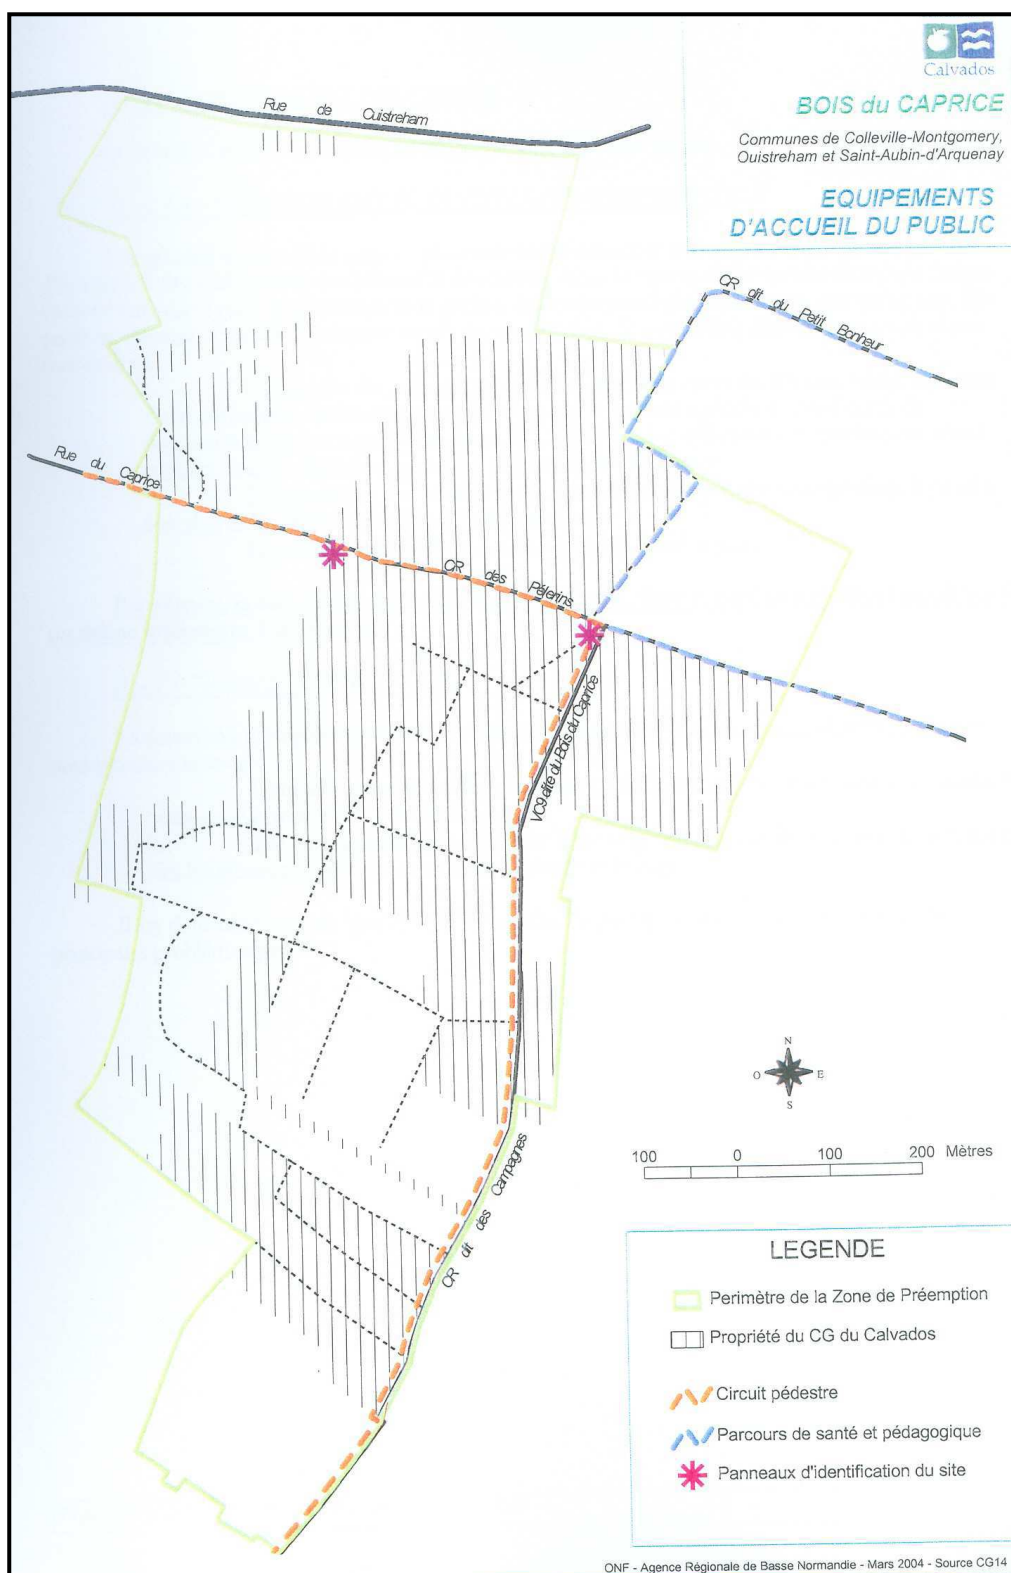 Calvados
BOIS du CAPRICE
Communes de Colleville-Montgomery,
Ouistreham et Saint-Aubin-d'Arquenay
EQUIPEMENTS
D'ACCUEIL DU PUBLIC
Rue de Ouistreham
CR dit du Petit Bonheur
Rue du Caprice
CR des Pélerins
VC9 dite du Bois du Caprice
CR dit des Campagnes
N
O
E
S
100 0 100 200 Mètres
LEGENDE
Perimètre de la Zone de Préemption
Propriété du CG du Calvados
Circuit pédestre
Parcours de santé et pédagogique
Panneaux d'identification du site
ONF - Agence Régionale de Basse Normandie - Mars 2004 - Source CG14